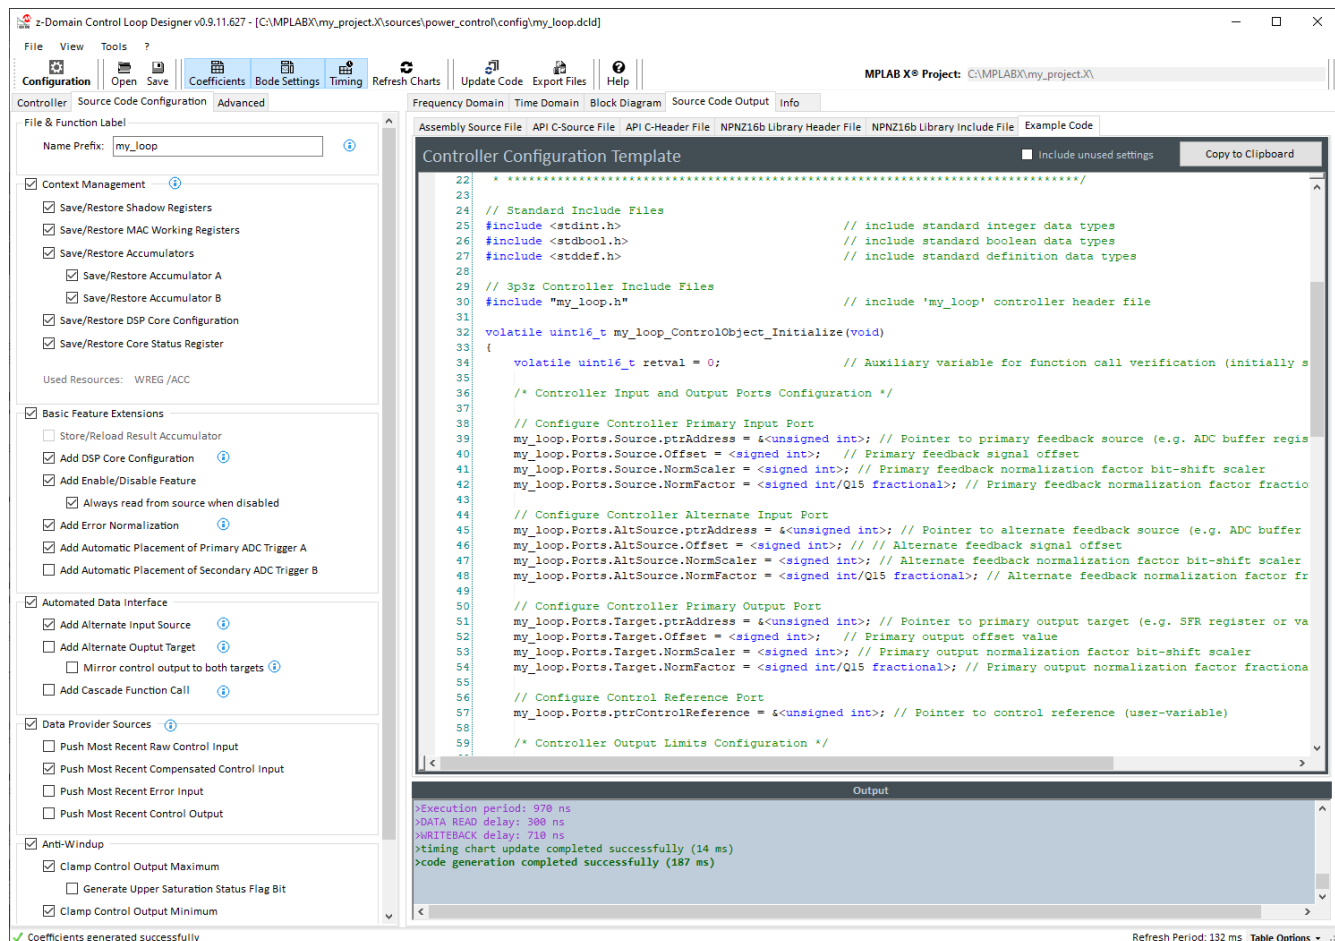 z-Domain Control Loop Designer v0.9.11.627 - [C:\MPLABX\my_project.X\sources\power_control\config\my_loop.dcld]
File View Tools ?
Configuration Open Save Coefficients Bode Settings Timing Refresh Charts Update Code Export Files Help MPLAB X® Project: C:\MPLABX\my_project.X\
Controller Source Code Configuration Advanced
File & Function Label
Name Prefix: my_loop
Context Management
Save/Restore Shadow Registers
Save/Restore MAC Working Registers
Save/Restore Accumulators
Save/Restore Accumulator A
Save/Restore Accumulator B
Save/Restore DSP Core Configuration
Save/Restore Core Status Register
Used Resources: WREG /ACC
Basic Feature Extensions
Store/Reload Result Accumulator
Add DSP Core Configuration
Add Enable/Disable Feature
Always read from source when disabled
Add Error Normalization
Add Automatic Placement of Primary ADC Trigger A
Add Automatic Placement of Secondary ADC Trigger B
Automated Data Interface
Add Alternate Input Source
Add Alternate Ouptut Target
Mirror control output to both targets
Add Cascade Function Call
Data Provider Sources
Push Most Recent Raw Control Input
Push Most Recent Compensated Control Input
Push Most Recent Error Input
Push Most Recent Control Output
Anti-Windup
Clamp Control Output Maximum
Generate Upper Saturation Status Flag Bit
Clamp Control Output Minimum
Frequency Domain Time Domain Block Diagram Source Code Output Info
Assembly Source File API C-Source File API C-Header File NPNZ16b Library Header File NPNZ16b Library Include File Example Code
Controller Configuration Template Include unused settings Copy to Clipboard
22 * *******************************************************************************/
23
24 // Standard Include Files
25 #include <stdint.h> // include standard integer data types
26 #include <stdbool.h> // include standard boolean data types
27 #include <stddef.h> // include standard definition data types
28
29 // 3p3z Controller Include Files
30 #include "my_loop.h" // include 'my_loop' controller header file
31
32 volatile uint16_t my_loop_ControlObject_Initialize(void)
33 {
34 volatile uint16_t retval = 0; // Auxiliary variable for function call verification (initially s
35
36 /* Controller Input and Output Ports Configuration */
37
38 // Configure Controller Primary Input Port
39 my_loop.Ports.Source.ptrAddress = &<unsigned int>; // Pointer to primary feedback source (e.g. ADC buffer regis
40 my_loop.Ports.Source.Offset = <signed int>; // Primary feedback signal offset
41 my_loop.Ports.Source.NormScaler = <signed int>; // Primary feedback normalization factor bit-shift scaler
42 my_loop.Ports.Source.NormFactor = <signed int/Q15 fractional>; // Primary feedback normalization factor fractio
43
44 // Configure Controller Alternate Input Port
45 my_loop.Ports.AltSource.ptrAddress = &<unsigned int>; // Pointer to alternate feedback source (e.g. ADC buffer
46 my_loop.Ports.AltSource.Offset = <signed int>; // // Alternate feedback signal offset
47 my_loop.Ports.AltSource.NormScaler = <signed int>; // Alternate feedback normalization factor bit-shift scaler
48 my_loop.Ports.AltSource.NormFactor = <signed int/Q15 fractional>; // Alternate feedback normalization factor fr
49
50 // Configure Controller Primary Output Port
51 my_loop.Ports.Target.ptrAddress = &<unsigned int>; // Pointer to primary output target (e.g. SFR register or va
52 my_loop.Ports.Target.Offset = <signed int>; // Primary output offset value
53 my_loop.Ports.Target.NormScaler = <signed int>; // Primary output normalization factor bit-shift scaler
54 my_loop.Ports.Target.NormFactor = <signed int/Q15 fractional>; // Primary output normalization factor fractiona
55
56 // Configure Control Reference Port
57 my_loop.Ports.ptrControlReference = &<unsigned int>; // Pointer to control reference (user-variable)
58
59 /* Controller Output Limits Configuration */
Output
>Execution period: 970 ns
>DATA READ delay: 300 ns
>WRITEBACK delay: 710 ns
>timing chart update completed successfully (14 ms)
>code generation completed successfully (187 ms)
Coefficients generated successfully Refresh Period: 132 ms Table Options